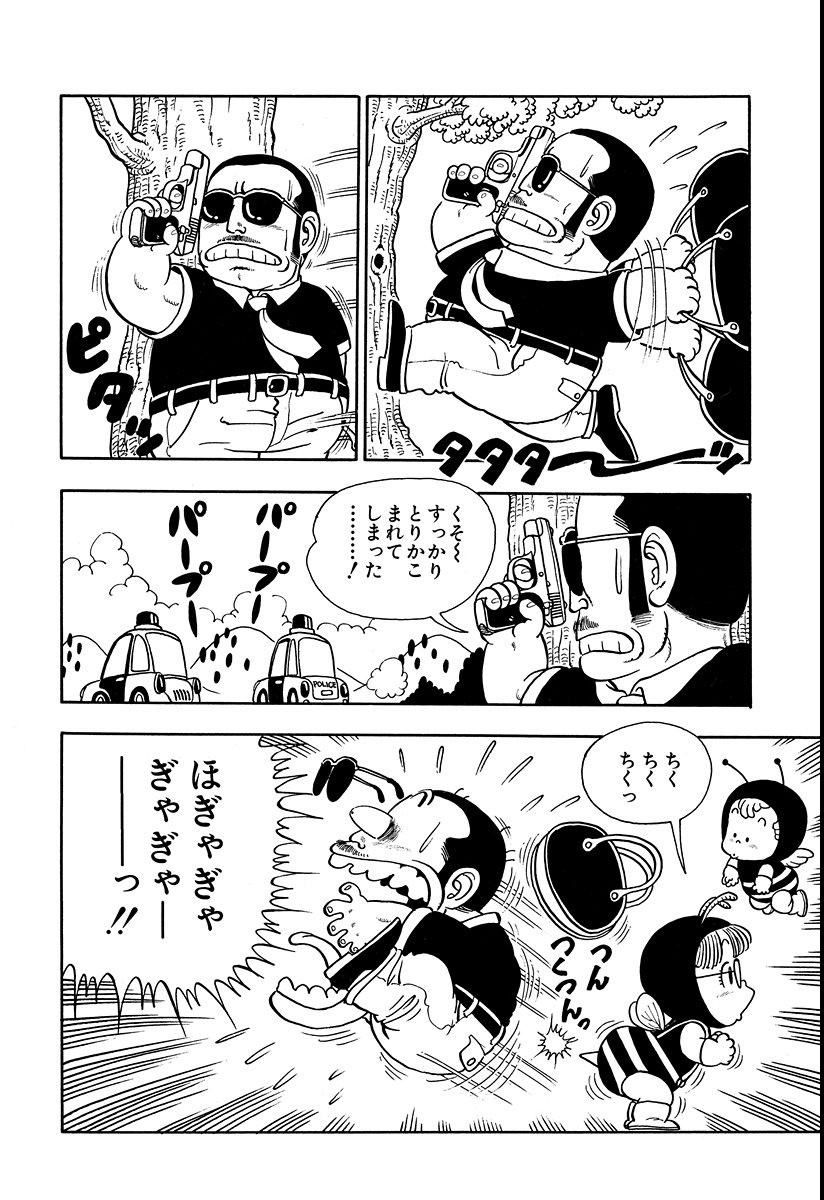 タタタ〜〜ッ
ピタッ
くそ〜
すっかり
とりかこ
まれて
しまった
………!
パープー
パープー
POLICE
ちく
ちく
ちくっ
つん
つくつんっ
ほぎゃぎゃ
ぎゃぎゃー
──っ!!